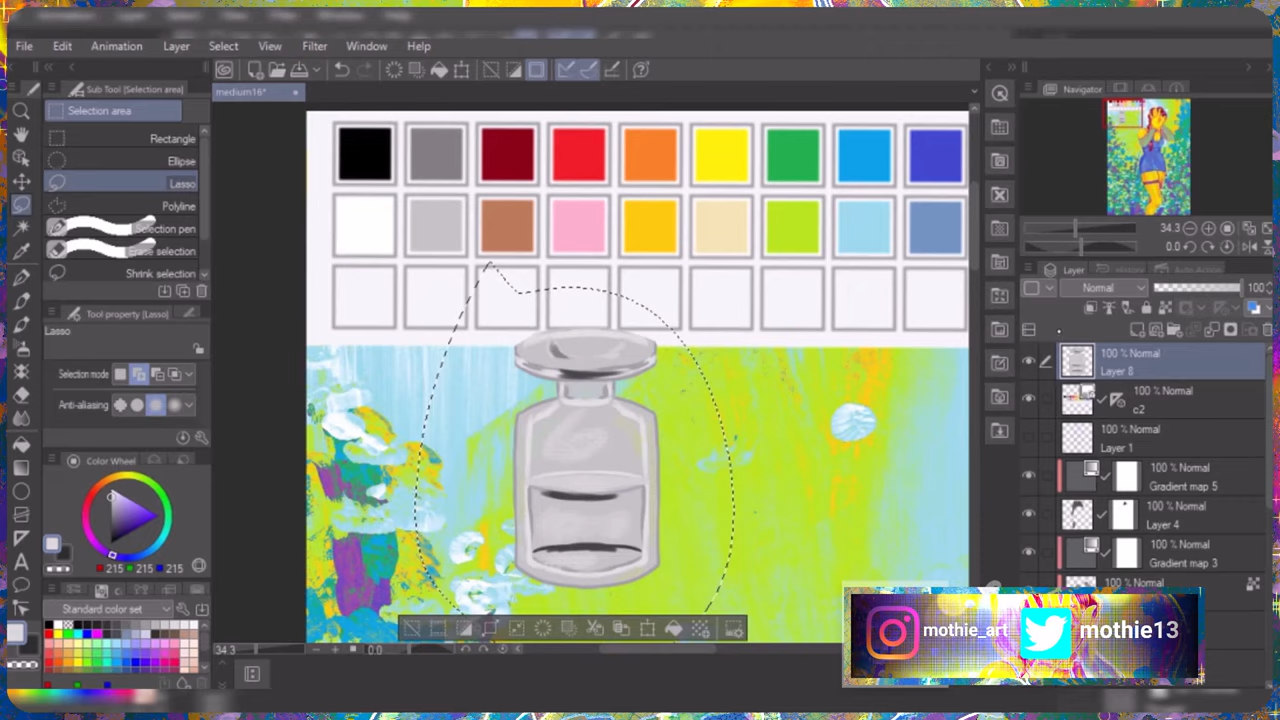 File Edit Animation Layer Select View Filter Window Help
Sub Tool (Selection area)
Selection area
Rectangle
Ellipse
Lasso
Polyline
Selection pen
Erase selection
Shrink selection
Tool property [Lasso]
Lasso
Selection mode
Anti-aliasing
Color Wheel
215 215 215
Standard color set
medium16*
34.3
0.0
Navigator
34.3
0.0
Layer History Auto Action
Normal 100
100 % Normal
Layer 8
100 % Normal
c2
100 % Normal
Layer 1
100 % Normal
Gradient map 5
100 % Normal
Layer 4
100 % Normal
Gradient map 3
100 % Normal
mothie_art
mothie13